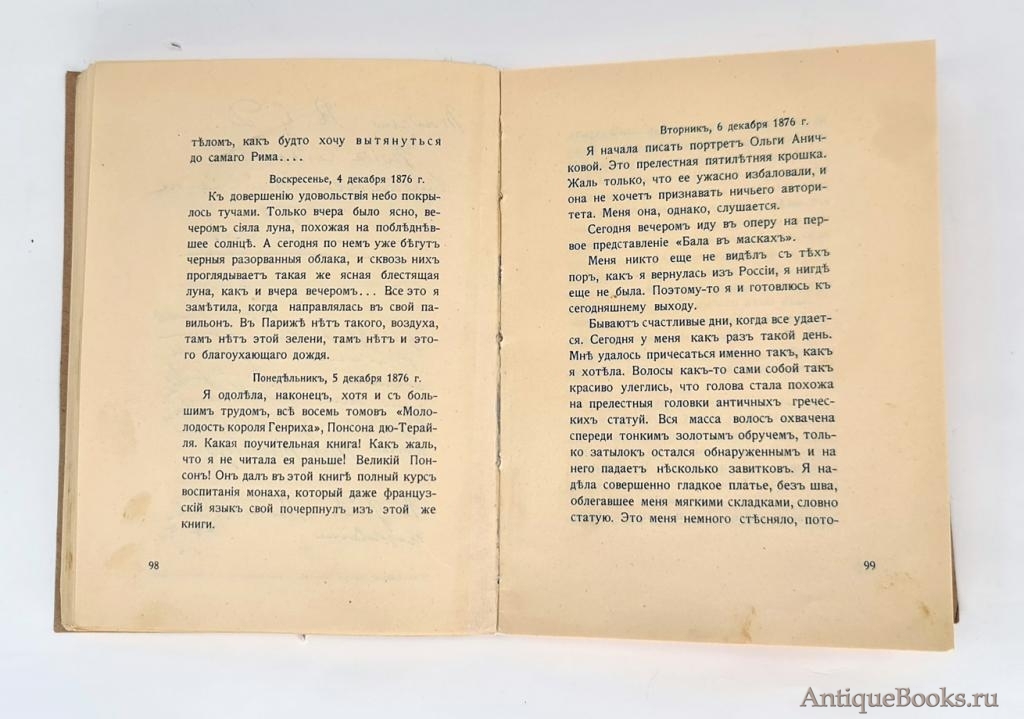 тѣломъ, какъ будто хочу вытянуться
до самаго Рима....
Воскресенье, 4 декабря 1876 г.
Къ довершенію удовольствія небо покры-
лось тучами. Только вчера было ясно, ве-
черомъ сіяла луна, похожая на поблѣднѣв-
шее солнцѣ. А сегодня по немъ уже бѣгутъ
черныя разорванныя облака, и сквозь нихъ
проглядываетъ такая же ясная блестящая
луна, какъ и вчера вечеромъ... Все это я
замѣтила, когда направлялась въ свой па-
вильонъ. Въ Парижѣ нѣтъ такого, воздуха,
тамъ нѣтъ этой зелени, тамъ нѣтъ и это-
го благоухающаго дождя.
Понедѣльникъ, 5 декабря 1876 г.
Я одолѣла, наконецъ, хотя и съ боль-
шимъ трудомъ, всѣ восемь томовъ «Моло-
лодость короля Генриха», Понсона дю-Терай-
ля. Какая поучительная книга! Какъ жаль,
что я не читала ея раньше! Великій Пон-
сонъ! Онъ далъ въ этой книгѣ полный курсъ
воспитанія монаха, который даже француз-
скій языкъ свой почерпнулъ изъ этой же
книги.
98
Вторникъ, 6 декабря 1876 г.
Я начала писать портретъ Ольги Анич-
ковой. Это прелестная пятилѣтняя крошка.
Жаль только, что ее ужасно избаловали, и
она не хочетъ признавать ничьего автори-
тета. Меня она, однако, слушается.
Сегодня вечеромъ иду въ оперу на пер-
вое представленіе «Бала въ маскахъ».
Меня никто еще не видѣлъ съ тѣхъ
поръ, какъ я вернулась изъ Россіи, я нигдѣ
еще не была. Поэтому-то я и готовлюсь къ
сегодняшнему выходу.
Бываютъ счастливые дни, когда все удает-
ся. Сегодня у меня какъ разъ такой день.
Мнѣ удалось причесаться именно такъ, какъ
я хотѣла. Волосы какъ-то сами собой такъ
красиво улеглись, что голова стала похожа
на прелестныя головки античныхъ гречес-
кихъ статуй. Вся масса волосъ охвачена
спереди тонкимъ золотымъ обручемъ, толь-
ко затылокъ остался обнаруженнымъ и на
него падаетъ нѣсколько завитковъ. Я на-
дѣла совершенно гладкое платье, безъ шва,
облегавшее меня мягкими складками, словно
статую. Это меня немного стѣсняло, пото-
99
AntiqueBooks.ru